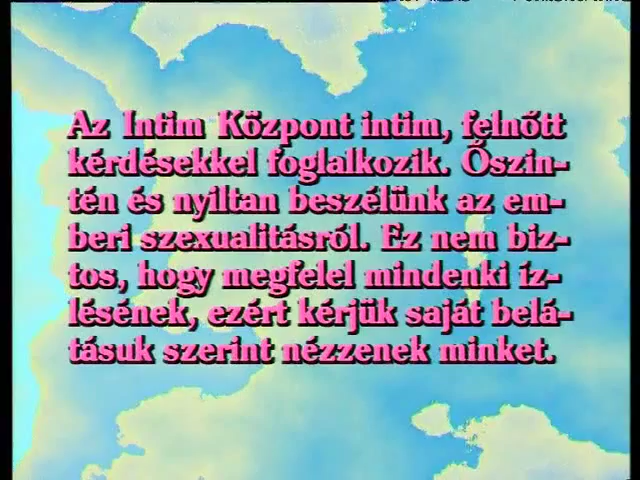 Az Intim Központ intim, felnőtt
kérdésekkel foglalkozik. Őszin-
tén és nyiltan beszélünk az em-
beri szexualitásról. Ez nem biz-
tos, hogy megfelel mindenki íz-
lésének, ezért kérjük saját belá-
tásuk szerint nézzenek minket.